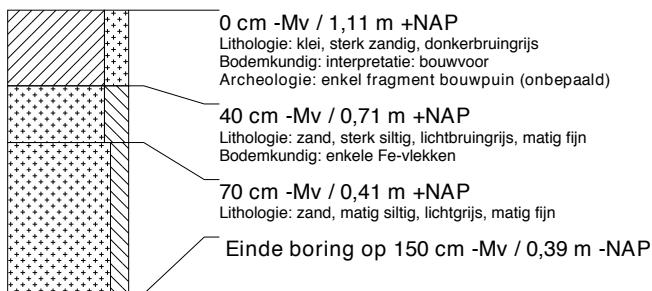 0 cm -Mv / 1,11 m +NAP
Lithologie: klei, sterk zandig, donkerbruingrijs
Bodemkundig: interpretatie: bouwvoor
Archeologie: enkel fragment bouwpuin (onbepaald)
40 cm -Mv / 0,71 m +NAP
Lithologie: zand, sterk siltig, lichtbruingrijs, matig fijn
Bodemkundig: enkele Fe-vlekken
70 cm -Mv / 0,41 m +NAP
Lithologie: zand, matig siltig, lichtgrijs, matig fijn
Einde boring op 150 cm -Mv / 0,39 m -NAP